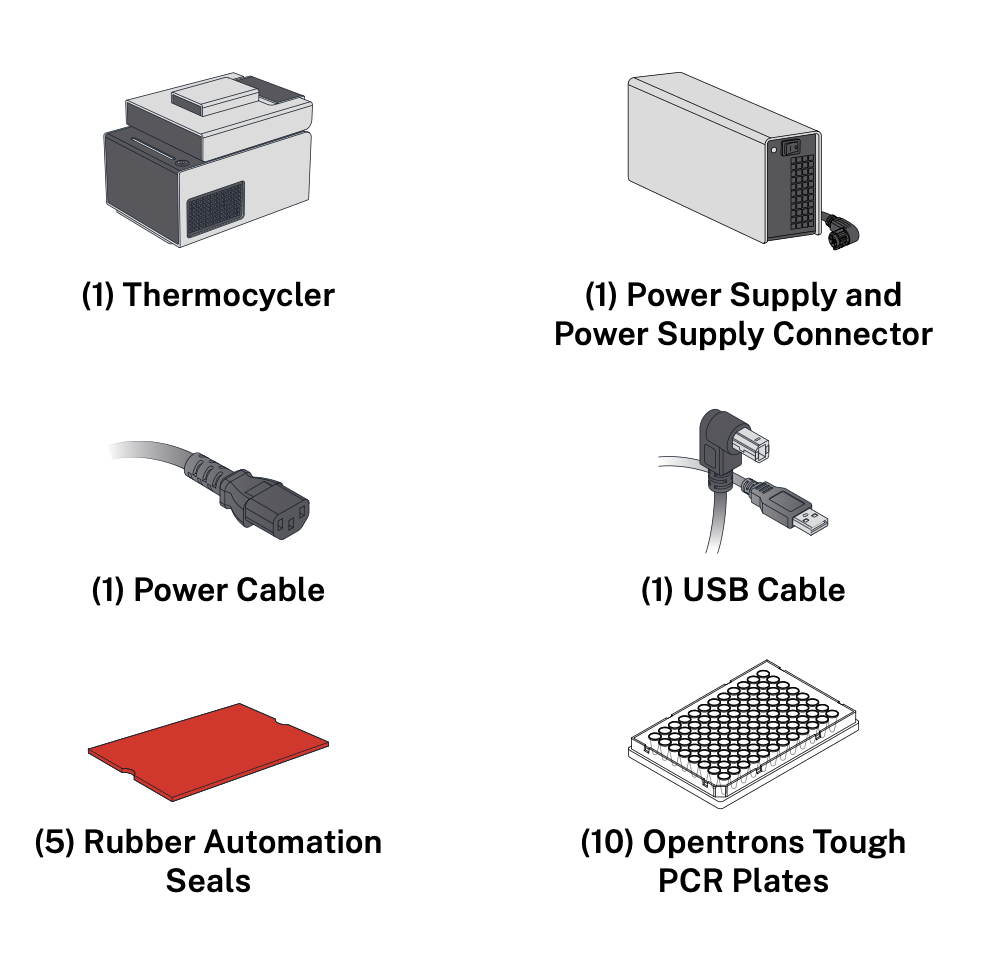 (1) Thermocycler
(1) Power Supply and
Power Supply Connector
(1) Power Cable
(1) USB Cable
(5) Rubber Automation
Seals
(10) Opentrons Tough
PCR Plates